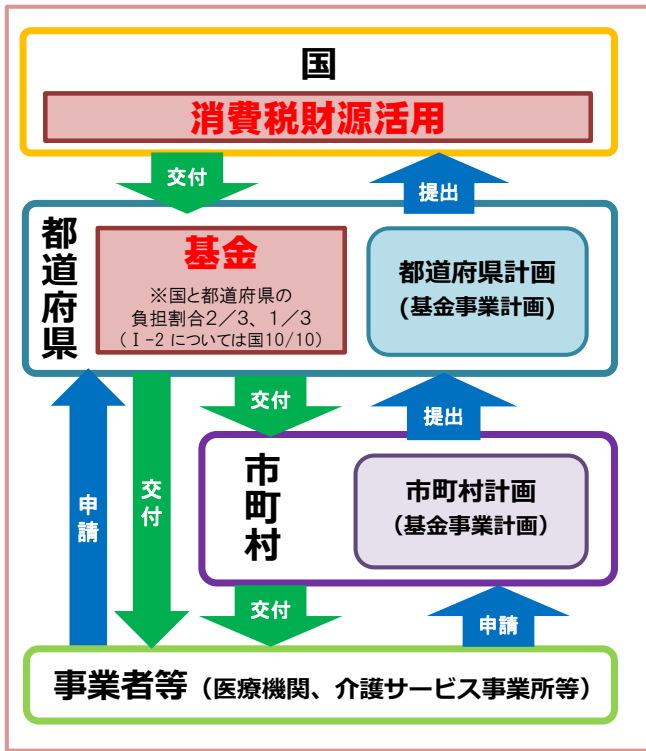 国
消費税財源活用
交付
提出
都道府県
基金
※国と都道府県の
負担割合2／3、1／3
（Ⅰ-2 については国10/10）
都道府県計画
(基金事業計画)
交付
提出
申請
交付
市町村
市町村計画
（基金事業計画）
交付
申請
事業者等（医療機関、介護サービス事業所等）